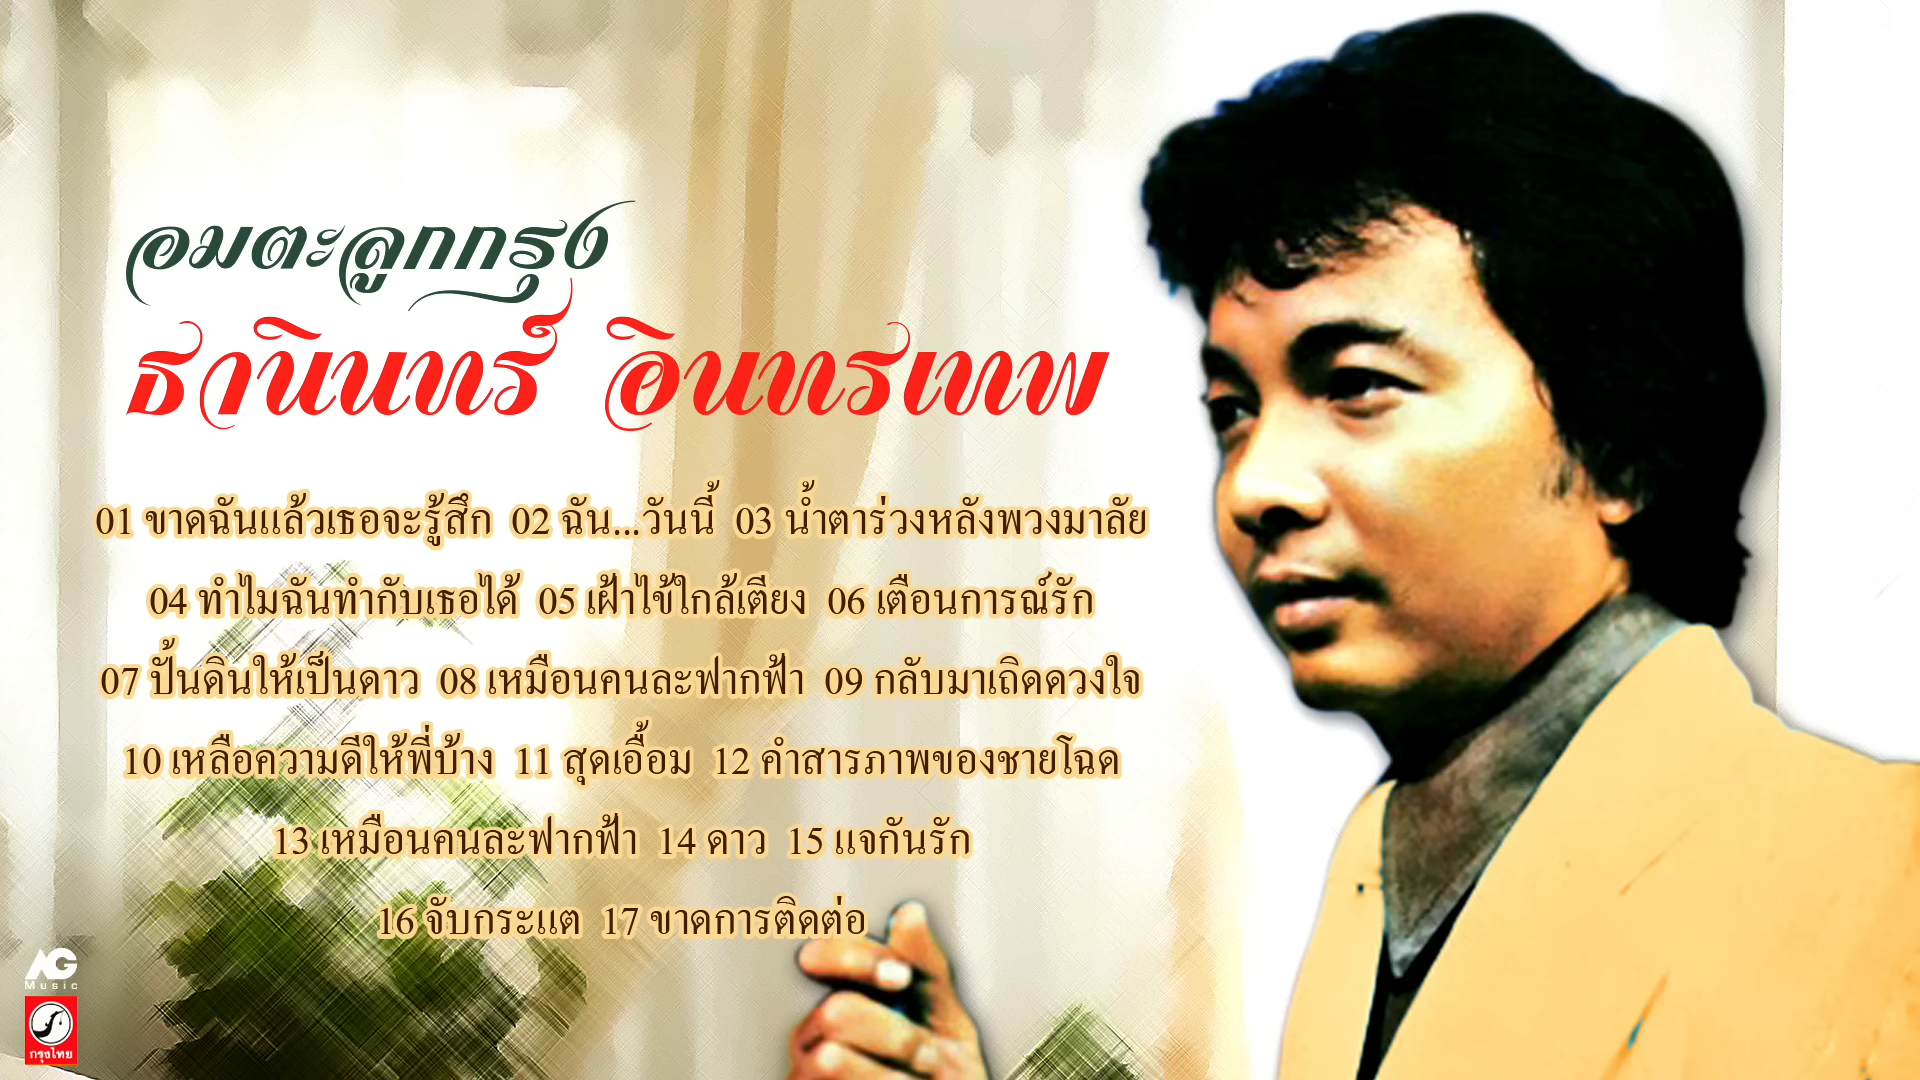 อมตะลูกกรุง
ธานินทร์ อินทรเทพ
01 ขาดฉันแล้วเธอจะรู้สึก 02 ฉัน...วันนี้ 03 น้ำตาร่วงหลังพวงมาลัย
04 ทำไมฉันทำกับเธอได้ 05 เฝ้าไข้ใกล้เตียง 06 เตือนการณ์รัก
07 ปั้นดินให้เป็นดาว 08 เหมือนคนละฟากฟ้า 09 กลับมาเถิดดวงใจ
10 เหลือความดีให้พี่บ้าง 11 สุดเอื้อม 12 คำสารภาพของชายโฉด
13 เหมือนคนละฟากฟ้า 14 ดาว 15 แจกันรัก
16 จับกระแต 17 ขาดการติดต่อ
AG
Music
กรุงไทย